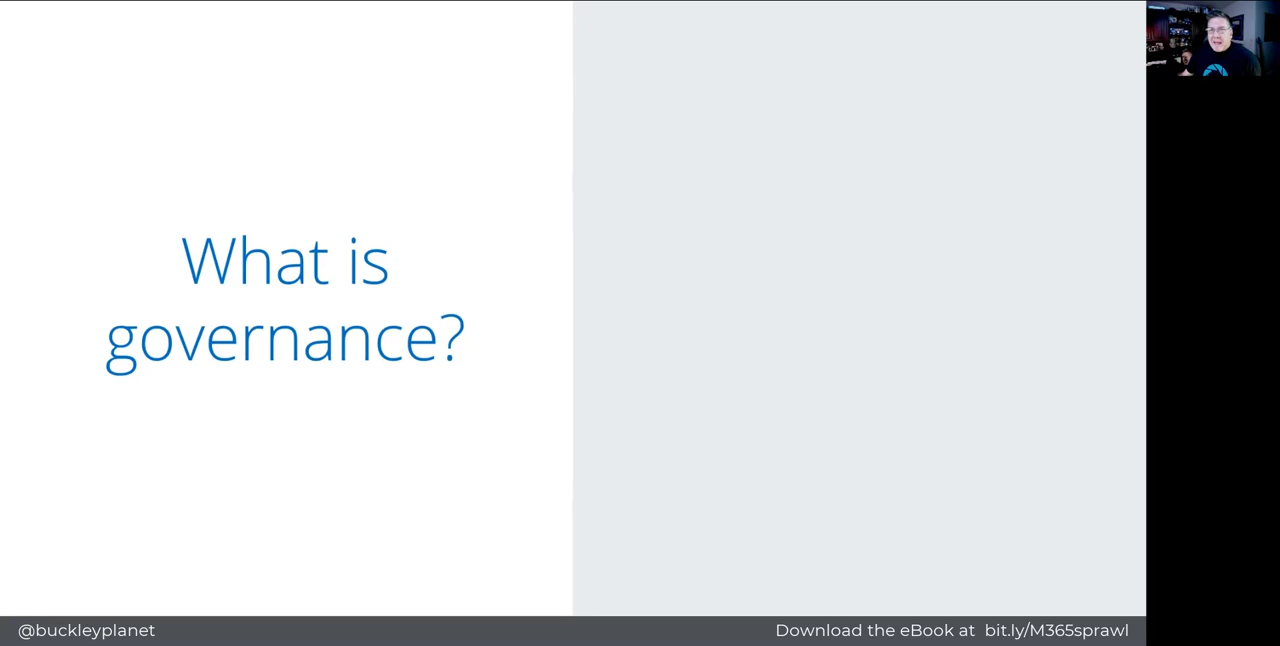 What is
governance?
@buckleyplanet
Download the eBook at bit.ly/M365sprawl